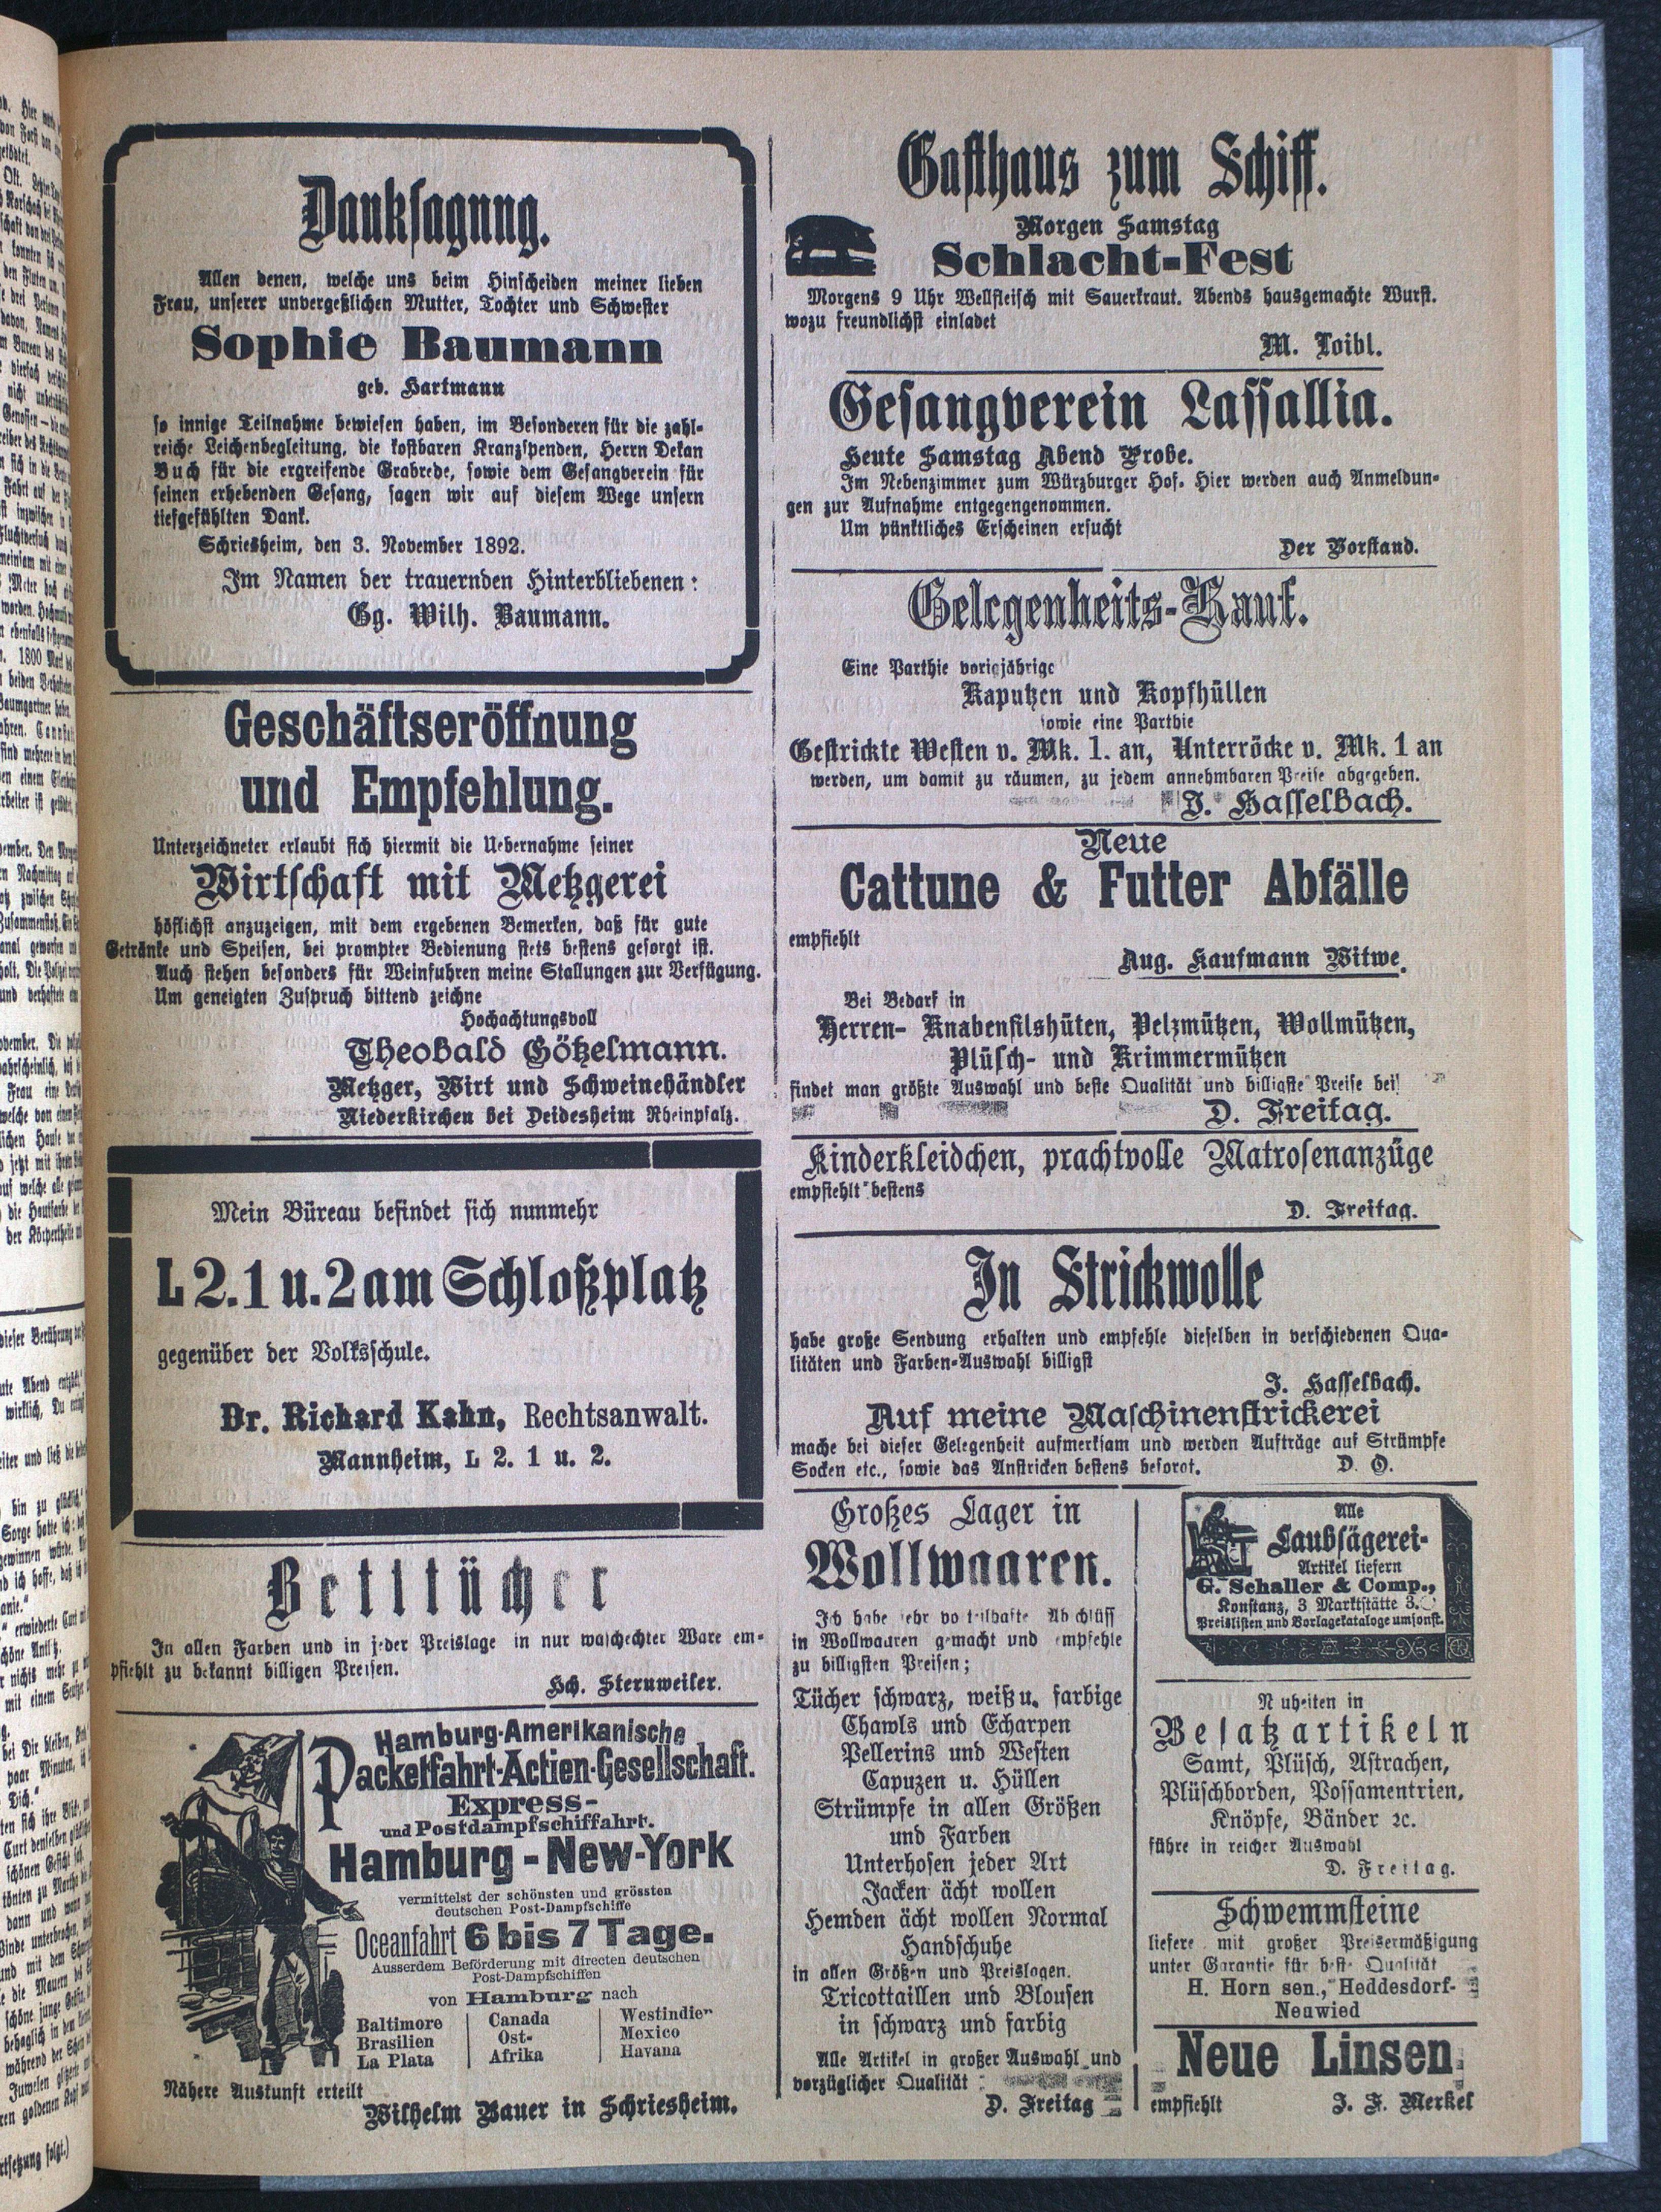 Danksagung.
Allen denen, welche uns beim Hinscheiden meiner lieben
Frau, unserer unvergeßlichen Mutter, Tochter und Schwester
Sophie Baumann
geb. Hartmann
so innige Teilnahme bewiesen haben, im Besonderen für die zahl-
reiche Leichenbegleitung, die kostbaren Kranzspenden, Herrn Dekan
Buch für die ergreifende Grabrede, sowie dem Gesangverein für
seinen erhebenden Gesang, sagen wir auf diesem Wege unsern
tiefgefühlten Dank.
Schriesheim, den 3. November 1892.
Im Namen der trauernden Hinterbliebenen:
Gg. Wilh. Baumann.
Geschäftseröffnung
und Empfehlung.
Unterzeichneter erlaubt sich hiermit die Uebernahme seiner
Wirtschaft mit Metzgerei
höflichst anzuzeigen, mit dem ergebenen Bemerken, daß für gute
Getränke und Speisen, bei prompter Bedienung stets bestens gesorgt ist.
Auch stehen besonders für Weinfuhren meine Stallungen zur Verfügung.
Um geneigten Zuspruch bittend zeichne
Hochachtungsvoll
Theobald Götzelmann.
Metzger, Wirt und Schweinehändler
Niederkirchen bei Deidesheim Rheinpfalz.
Mein Büreau befindet sich nunmehr
L 2. 1 u. 2 am Schloßplatz
gegenüber der Volksschule.
Dr. Richard Kahn, Rechtsanwalt.
Mannheim, L 2. 1 u. 2.
Betttücher
In allen Farben und in jeder Preislage in nur waschechter Ware em-
pfiehlt zu bekannt billigen Preisen.
Hch. Sternweiler.
Hamburg-Amerikanische
Packetfahrt-Actien-Gesellschaft.
Express-
und Postdampfschiffahrt.
Hamburg - New-York
vermittelst der schönsten und grössten
deutschen Post-Dampfschiffe
Oceanfahrt 6 bis 7 Tage.
Ausserdem Beförderung mit directen deutschen
Post-Dampfschiffen
von Hamburg nach
Baltimore Canada Westindien
Brasilien Ost- Mexico
La Plata Afrika Havana
Nähere Auskunft erteilt
Wilhelm Bauer in Schriesheim.
Gasthaus zum Schiff.
Morgen Samstag
Schlacht-Fest
Morgens 9 Uhr Wellfleisch mit Sauerkraut. Abends hausgemachte Wurst.
wozu freundlichst einladet
M. Loibl.
Gesangverein Lassallia.
Heute Samstag Abend Probe.
Im Nebenzimmer zum Würzburger Hof. Hier werden auch Anmeldun-
gen zur Aufnahme entgegengenommen.
Um pünktliches Erscheinen ersucht
Der Vorstand.
Gelegenheits-Kauf.
Eine Parthie vorigjährige
Kaputzen und Kopfhüllen
sowie eine Parthie
Gestrickte Westen v. Mk. 1. an, Unterröcke v. Mk. 1 an
werden, um damit zu räumen, zu jedem annehmbaren Preise abgegeben.
J. Hasselbach.
Neue
Cattune & Futter Abfälle
empfiehlt
Aug. Kaufmann Witwe.
Bei Bedarf in
Herren- Knabenfilshüten, Pelzmützen, Wollmützen,
Plüsch- und Krimmermützen
findet man größte Auswahl und beste Qualität und billigste Preise bei
D. Freitag.
Kinderkleidchen, prachtvolle Matrosenanzüge
empfiehlt bestens
D. Freitag.
In Strickwolle
habe große Sendung erhalten und empfehle dieselben in verschiedenen Qua-
litäten und Farben-Auswahl billigst
J. Hasselbach.
Auf meine Maschinenstrickerei
mache bei dieser Gelegenheit aufmerksam und werden Aufträge auf Strümpfe
Socken etc., sowie das Anstricken bestens besorgt.
D. O.
Großes Lager in
Wollwaaren.
Ich habe sehr vorteilhafte Abschlüss
in Wollwaaren gemacht und empfehle
zu billigsten Preisen;
Tücher schwarz, weiß u. farbige
Chawls und Echarpen
Pellerins und Westen
Capuzen u. Hüllen
Strümpfe in allen Größen
und Farben
Unterhosen jeder Art
Jacken ächt wollen
Hemden ächt wollen Normal
Handschuhe
in allen Größen und Preislagen.
Tricottaillen und Blousen
in schwarz und farbig
Alle Artikel in großer Auswahl und
vorzüglicher Qualität
D. Freitag
Alle
Laubsägerei-
Artikel liefern
G. Schaller & Comp.,
Konstanz, 3 Marktstätte 3.
Preislisten und Vorlagekataloge umsonst.
Neuheiten in
Besatzartikeln
Samt, Plüsch, Astrachen,
Plüschborden, Possamentrien,
Knöpfe, Bänder ꝛc.
führe in reicher Auswahl
D. Freitag.
Schwemmsteine
liefere mit großer Preisermäßigung
unter Garantie für beste Qualität
H. Horn sen., Heddesdorf-
Neuwied
Neue Linsen
empfiehlt J. F. Merkel